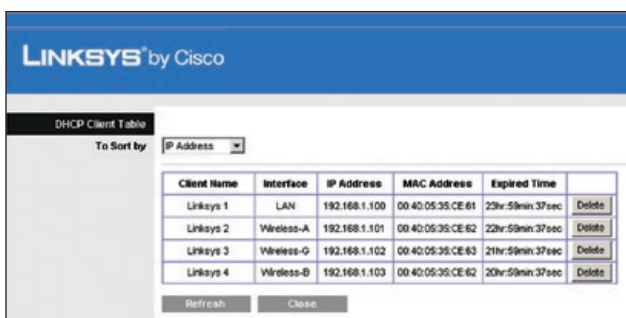 LINKSYS® by Cisco
DHCP Client Table
To Sort by IP Address
Client Name Interface IP Address MAC Address Expired Time
Linksys 1 LAN 192.168.1.100 00:40:05:35:CE:61 23hr:59min:37sec Delete
Linksys 2 Wireless-A 192.168.1.101 00:40:05:35:CE:62 22hr:59min:37sec Delete
Linksys 3 Wireless-G 192.168.1.102 00:40:05:35:CE:63 21hr:59min:37sec Delete
Linksys 4 Wireless-B 192.168.1.103 00:40:05:35:CE:62 20hr:59min:37sec Delete
Refresh Close